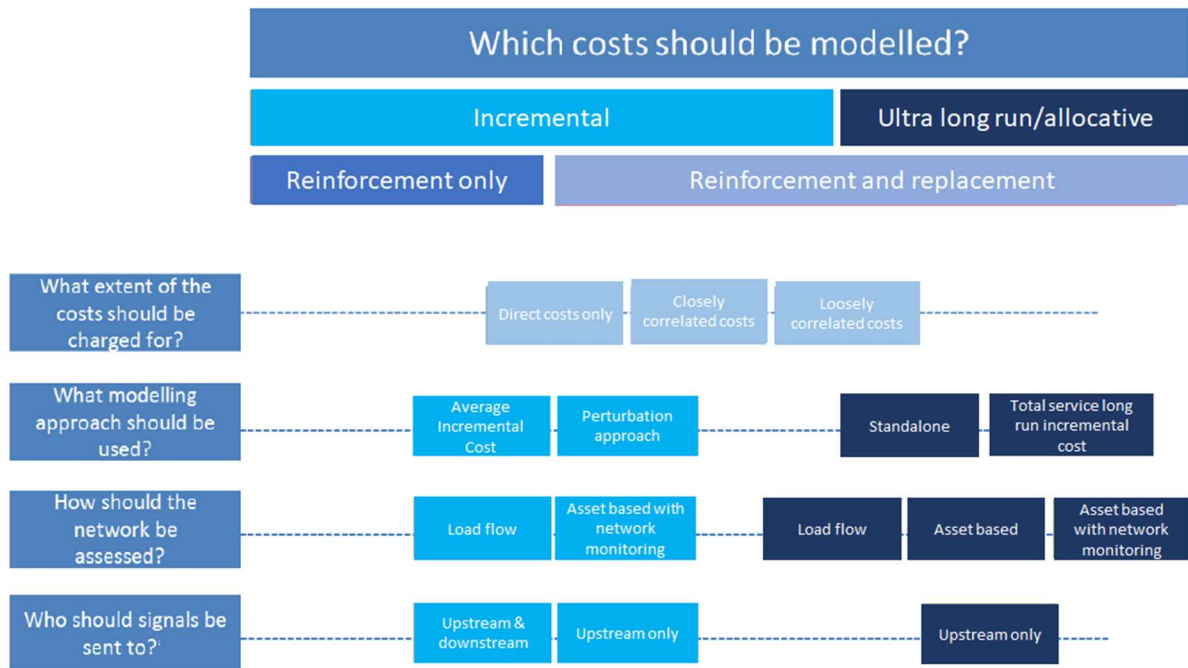 Which costs should be modelled?
Incremental
Ultra long run/allocative
Reinforcement only
Reinforcement and replacement
What extent of the
costs should be
charged for?
Direct costs only
Closely
correlated costs
Loosely
correlated costs
What modelling
approach should be
used?
Average
Incremental
Cost
Perturbation
approach
Standalone
Total service long
run incremental
cost
How should the
network be
assessed?
Load flow
Asset based with
network
monitoring
Load flow
Asset based
Asset based
with network
monitoring
Who should signals be
sent to?
Upstream &
downstream
Upstream only
Upstream only